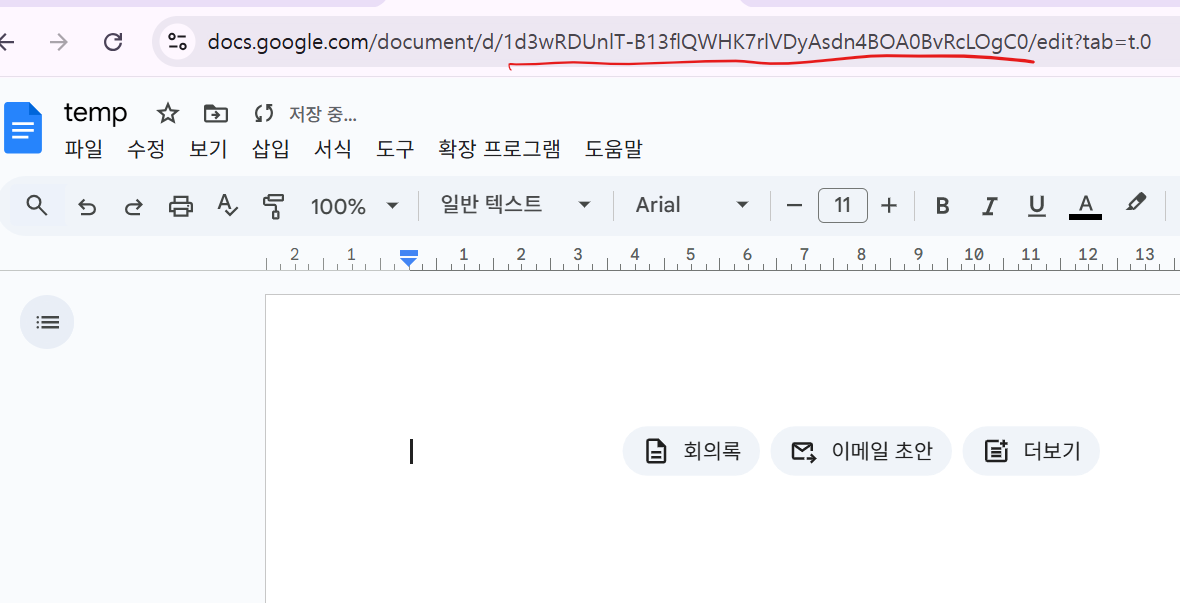 docs.google.com/document/d/1d3wRDUnlT-B13flQWHK7rlVDyAsdn4BOA0BvRcLOgC0/edit?tab=t.0
temp 저장 중...
파일 수정 보기 삽입 서식 도구 확장 프로그램 도움말
100% 일반 텍스트 Arial 11 B I U A
2 1 1 2 3 4 5 6 7 8 9 10 11 12 13
회의록 이메일 초안 더보기